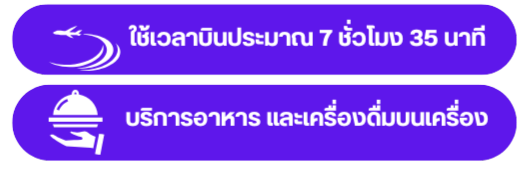 ใช้เวลาบินประมาณ 7 ชั่วโมง 35 นาที
บริการอาหาร และเครื่องดื่มบนเครื่อง